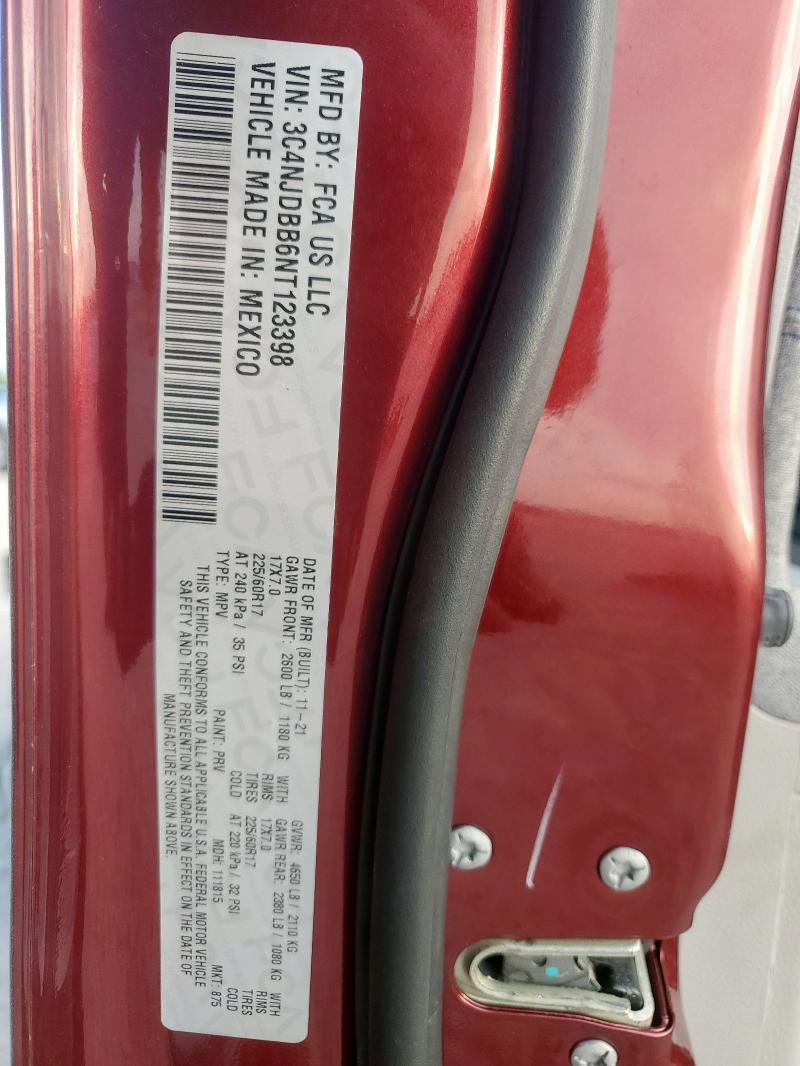 MFD BY: FCA US LLC
VIN: 3C4NJDBB6NT123398
VEHICLE MADE IN: MEXICO
DATE OF MFR (BUILT): 11-21 GVWR: 4650 LB / 2110 KG
GAWR FRONT: 2600 LB / 1180 KG WITH GAWR REAR: 2380 LB / 1080 KG WITH
17X7.0 RIMS 17X7.0 RIMS
225/60R17 TIRES 225/60R17 TIRES
AT 240 kPa / 35 PSI COLD AT 220 kPa / 32 PSI COLD
TYPE: MPV PAINT: PRV MDH: 111815 MKT: 875
THIS VEHICLE CONFORMS TO ALL APPLICABLE U.S.A. FEDERAL MOTOR VEHICLE
SAFETY AND THEFT PREVENTION STANDARDS IN EFFECT ON THE DATE OF
MANUFACTURE SHOWN ABOVE.